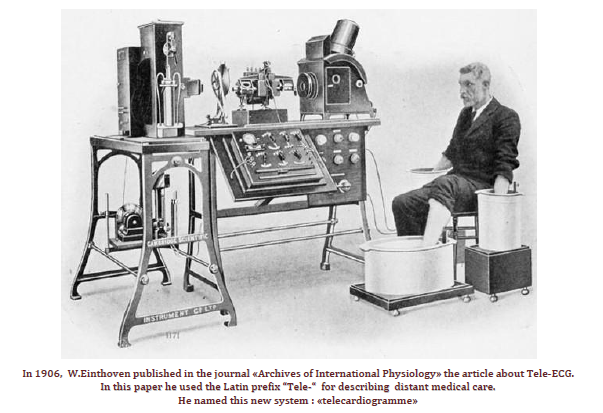 CAMBRIDGE SCIENTIFIC
INSTRUMENT CO LTD
In 1906, W.Einthoven published in the journal «Archives of International Physiology» the article about Tele-ECG.
In this paper he used the Latin prefix “Tele-“ for describing distant medical care.
He named this new system : «telecardiogramme»